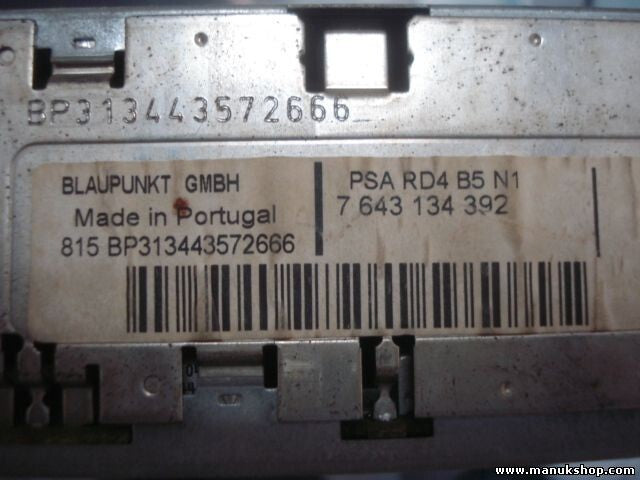 BP313443572666
BLAUPUNKT GMBH
Made in Portugal
815 BP313443572666
PSA RD4 B5 N1
7 643 134 392
www.manukshop.com